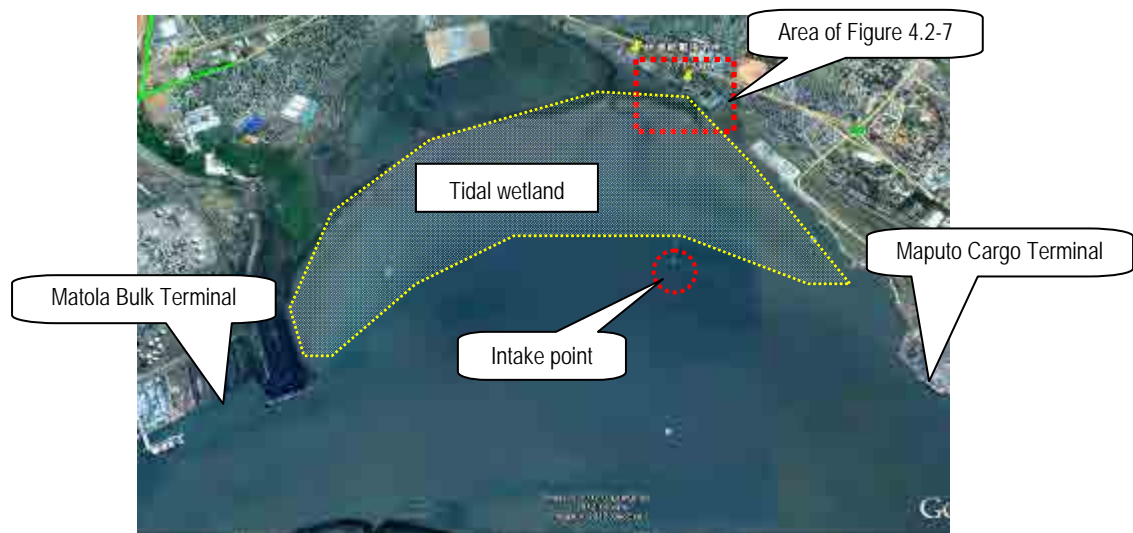 Area of Figure 4.2-7
Tidal wetland
Maputo Cargo Terminal
Matola Bulk Terminal
Intake point